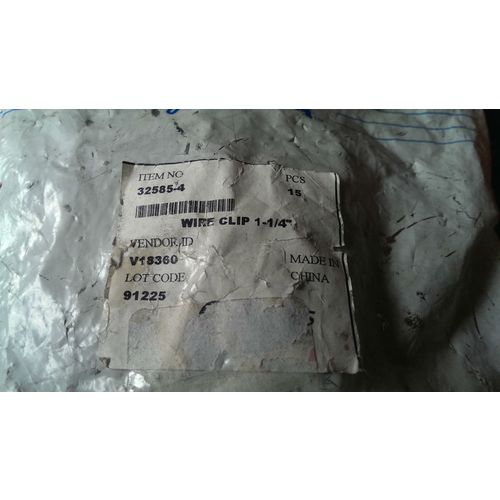 ITEM NO PCS
32585-4 15
WIRE CLIP 1-1/4"
VENDOR ID
V18360 MADE IN
LOT CODE CHINA
91225